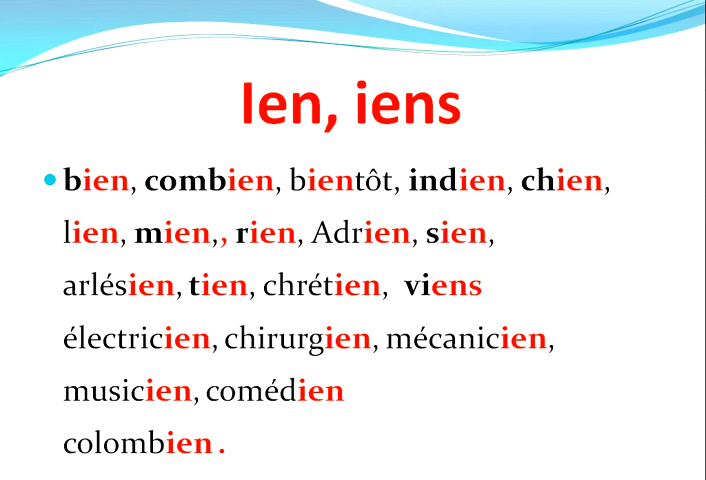 Ien, iens
• bien, combien, bientôt, indien, chien,
lien, mien,, rien, Adrien, sien,
arlésien, tien, chrétien, viens
électricien, chirurgien, mécanicien,
musicien, comédien
colombien .